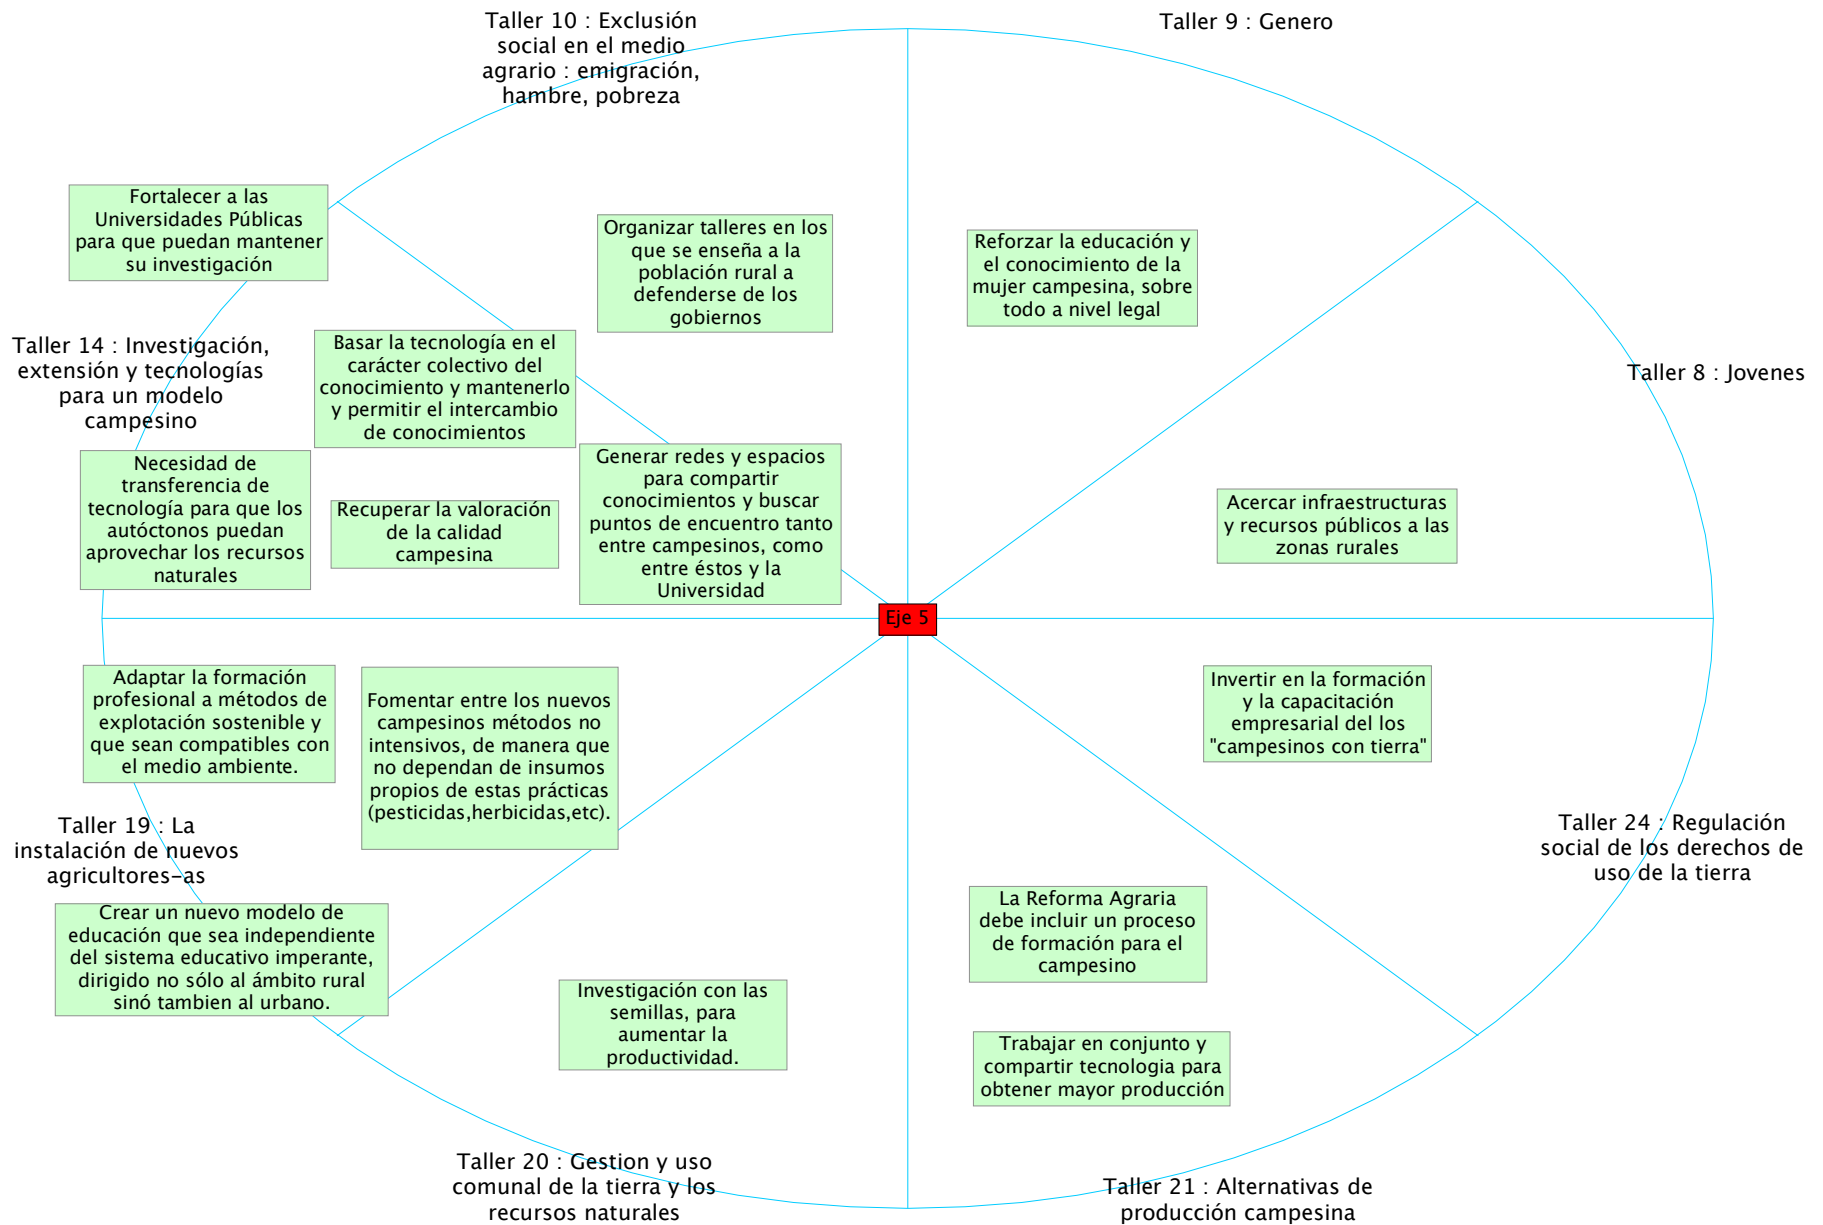 Taller 10 : Exclusión
social en el medio
agrario : emigración,
hambre, pobreza
Taller 9 : Genero
Fortalecer a las
Universidades Públicas
para que puedan mantener
su investigación
Organizar talleres en los
que se enseña a la
población rural a
defenderse de los
gobiernos
Reforzar la educación y
el conocimiento de la
mujer campesina, sobre
todo a nivel legal
Taller 14 : Investigación,
extensión y tecnologías
para un modelo
campesino
Basar la tecnología en el
carácter colectivo del
conocimiento y mantenerlo
y permitir el intercambio
de conocimientos
Taller 8 : Jovenes
Necesidad de
transferencia de
tecnología para que los
autóctonos puedan
aprovechar los recursos
naturales
Recuperar la valoración
de la calidad
campesina
Generar redes y espacios
para compartir
conocimientos y buscar
puntos de encuentro tanto
entre campesinos, como
entre éstos y la
Universidad
Acercar infraestructuras
y recursos públicos a las
zonas rurales
Eje 5
Adaptar la formación
profesional a métodos de
explotación sostenible y
que sean compatibles con
el medio ambiente.
Fomentar entre los nuevos
campesinos métodos no
intensivos, de manera que
no dependan de insumos
propios de estas prácticas
(pesticidas,herbicidas,etc).
Invertir en la formación
y la capacitación
empresarial del los
"campesinos con tierra"
Taller 19 : La
instalación de nuevos
agricultores-as
Taller 24 : Regulación
social de los derechos de
uso de la tierra
Crear un nuevo modelo de
educación que sea independiente
del sistema educativo imperante,
dirigido no sólo al ámbito rural
sinó tambien al urbano.
La Reforma Agraria
debe incluir un proceso
de formación para el
campesino
Investigación con las
semillas, para
aumentar la
productividad.
Trabajar en conjunto y
compartir tecnologia para
obtener mayor producción
Taller 20 : Gestion y uso
comunal de la tierra y los
recursos naturales
Taller 21 : Alternativas de
producción campesina